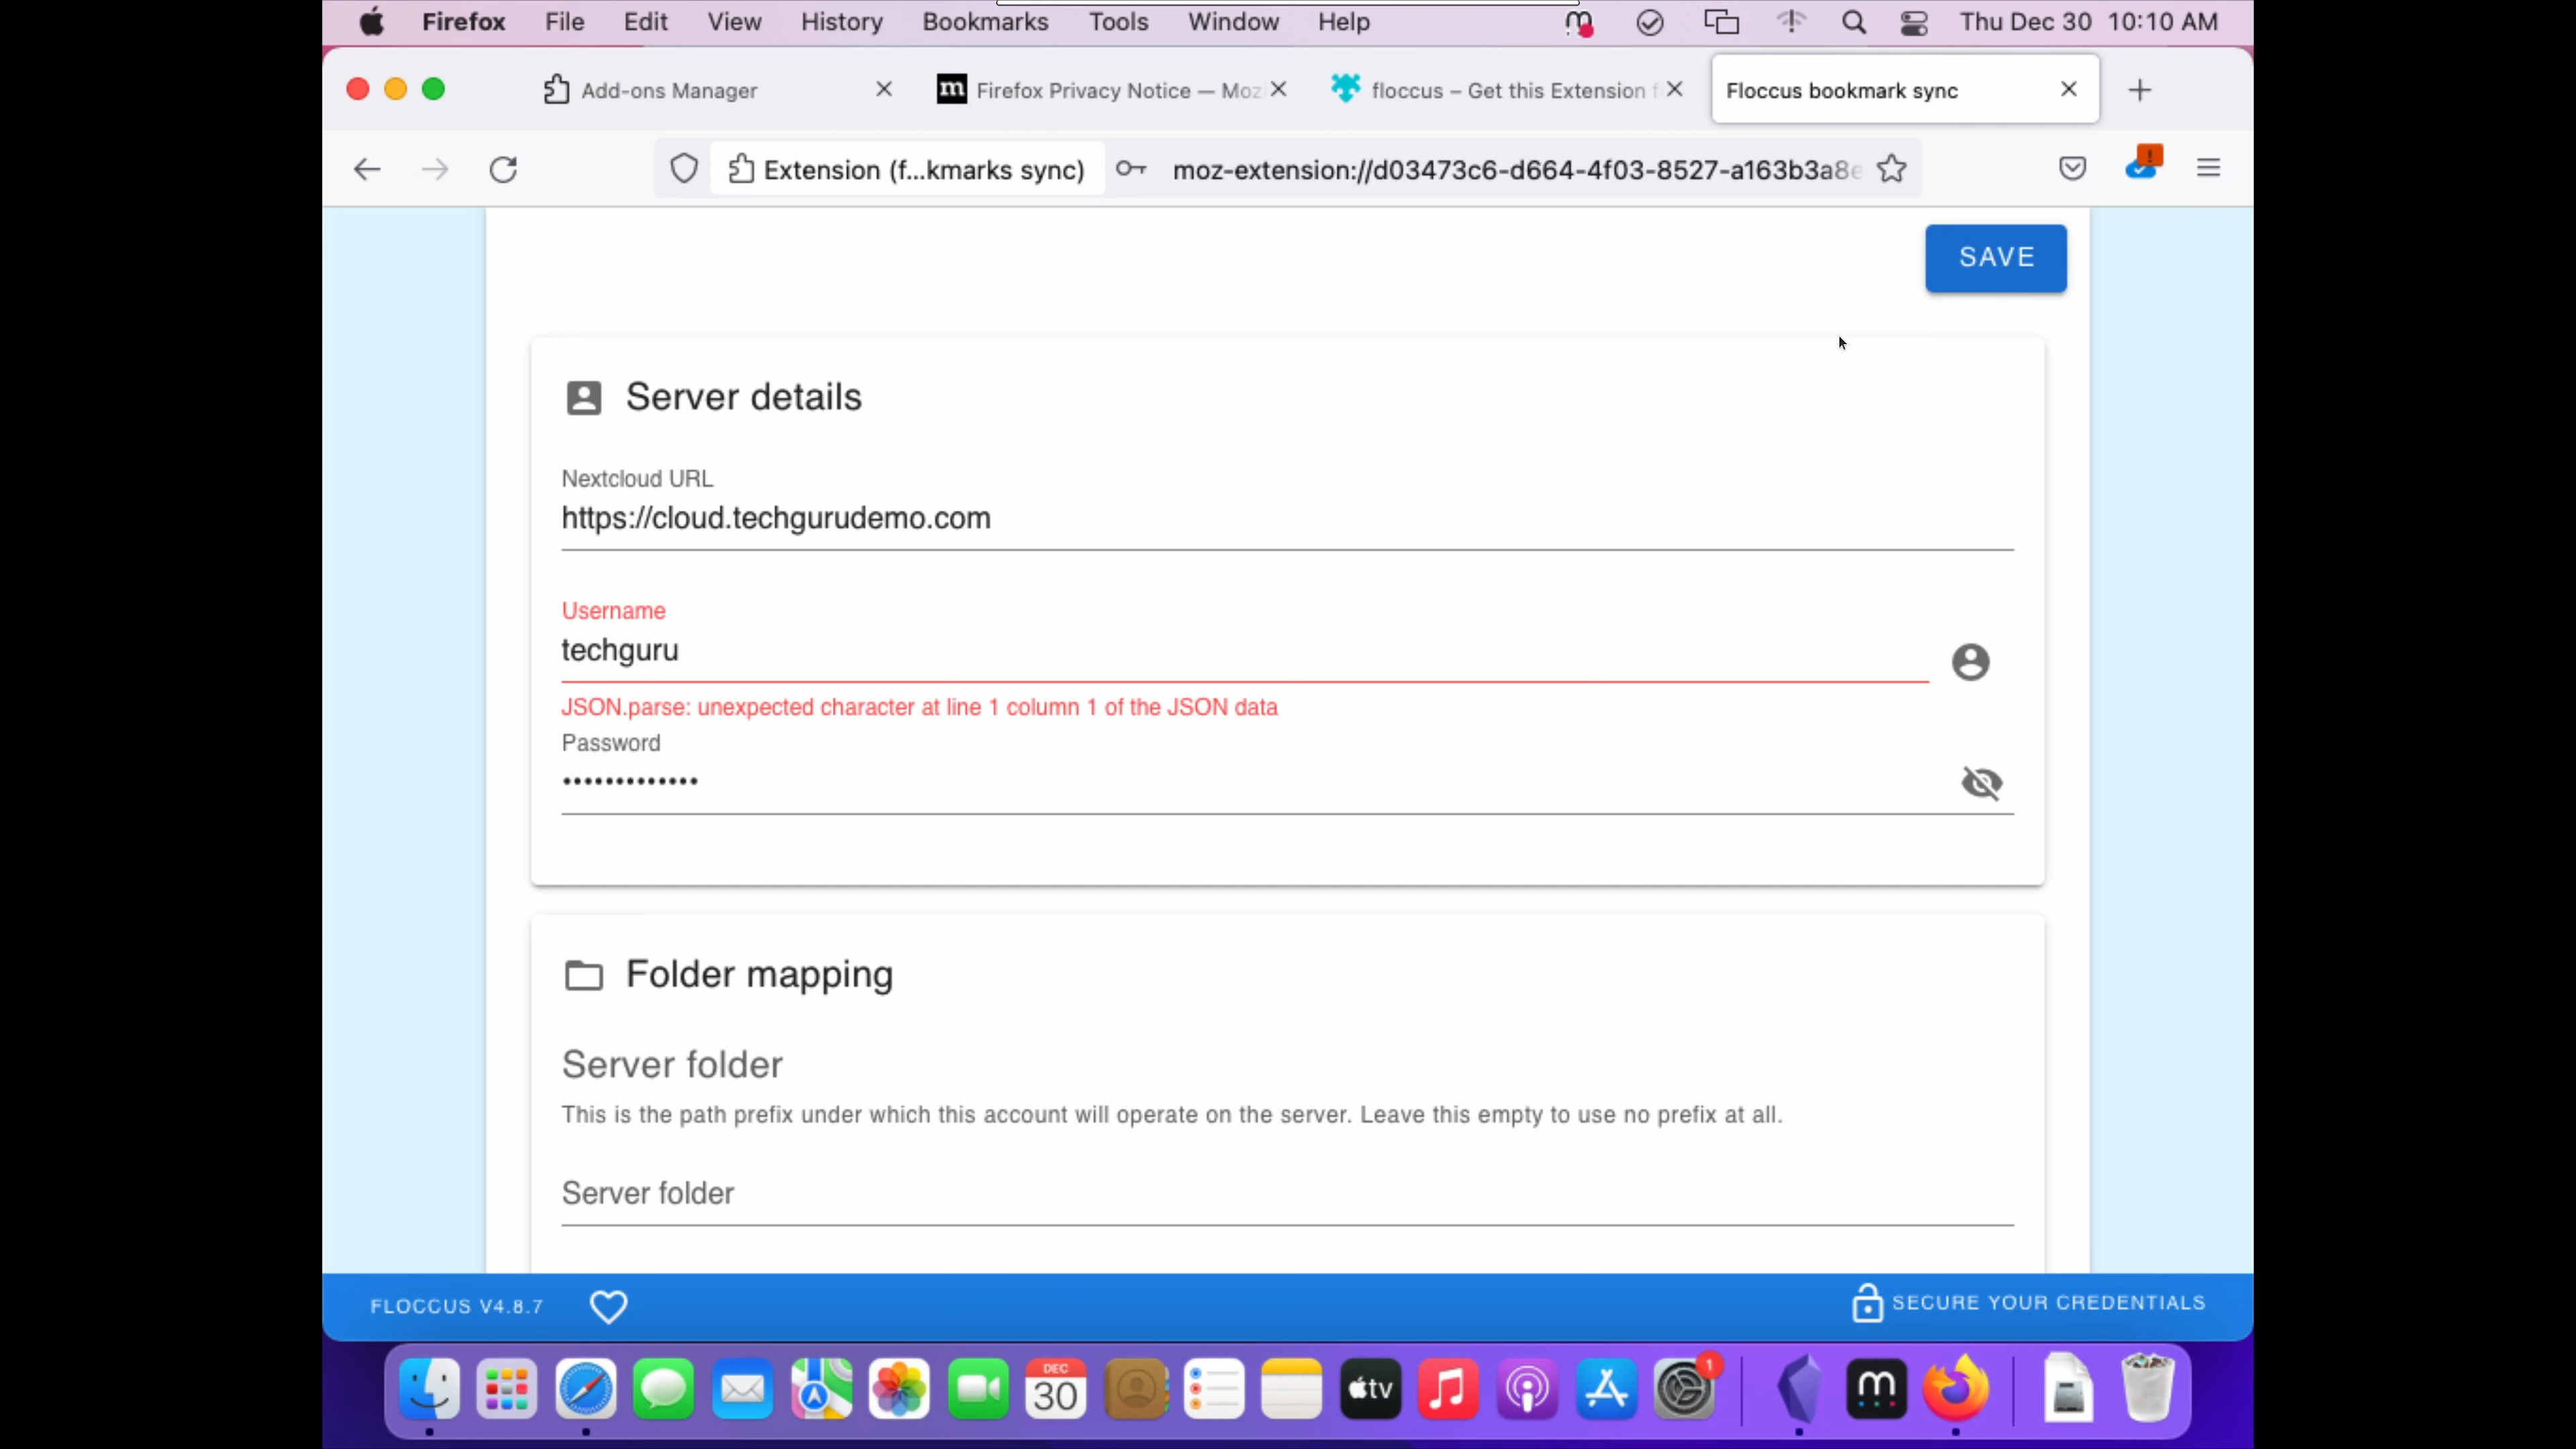 Firefox File Edit View History Bookmarks Tools Window Help Thu Dec 30 10:10 AM
Add-ons Manager
Firefox Privacy Notice — Moz
floccus – Get this Extension f
Floccus bookmark sync
Extension (f...kmarks sync)
moz-extension://d03473c6-d664-4f03-8527-a163b3a8e
SAVE
Server details
Nextcloud URL
https://cloud.techgurudemo.com
Username
techguru
JSON.parse: unexpected character at line 1 column 1 of the JSON data
Password
•••••••••••••
Folder mapping
Server folder
This is the path prefix under which this account will operate on the server. Leave this empty to use no prefix at all.
Server folder
FLOCCUS V4.8.7
SECURE YOUR CREDENTIALS
DEC
30
tv
1
m